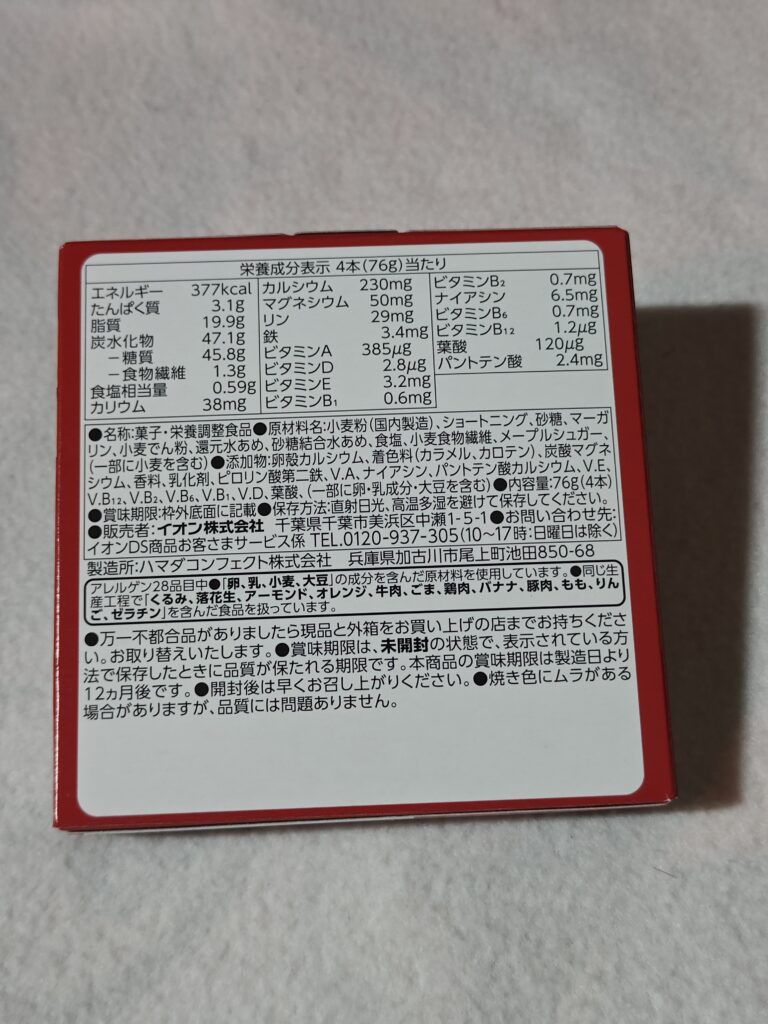 栄養成分表示 4本(76g)当たり
エネルギー 377kcal
たんぱく質 3.1g
脂質 19.9g
炭水化物 47.1g
－糖質 45.8g
－食物繊維 1.3g
食塩相当量 0.59g
カリウム 38mg
カルシウム 230mg
マグネシウム 50mg
リン 29mg
鉄 3.4mg
ビタミンA 385μg
ビタミンD 2.8μg
ビタミンE 3.2mg
ビタミンB₁ 0.6mg
ビタミンB₂ 0.7mg
ナイアシン 6.5mg
ビタミンB₆ 0.7mg
ビタミンB₁₂ 1.2μg
葉酸 120μg
パントテン酸 2.4mg
●名称:菓子・栄養調整食品●原材料名:小麦粉(国内製造)、ショートニング、砂糖、マーガ
リン、小麦でん粉、還元水あめ、砂糖結合水あめ、食塩、小麦食物繊維、メープルシュガー、
(一部に小麦を含む)●添加物:卵殻カルシウム、着色料(カラメル、カロテン)、炭酸マグネ
シウム、香料、乳化剤、ピロリン酸第二鉄、V.A、ナイアシン、パントテン酸カルシウム、V.E、
V.B₁₂、V.B₂、V.B₆、V.B₁、V.D、葉酸、(一部に卵・乳成分・大豆を含む)●内容量:76g(4本)
●賞味期限:枠外底面に記載●保存方法:直射日光、高温多湿を避けて保存してください。
●販売者:イオン株式会社 千葉県千葉市美浜区中瀬1-5-1●お問い合わせ先:
イオンDS商品お客さまサービス係 TEL.0120-937-305(10～17時:日曜日は除く)
製造所:ハマダコンフェクト株式会社 兵庫県加古川市尾上町池田850-68
アレルゲン28品目中●「卵、乳、小麦、大豆」の成分を含んだ原材料を使用しています。●同じ生
産工程で「くるみ、落花生、アーモンド、オレンジ、牛肉、ごま、鶏肉、バナナ、豚肉、もも、りん
ご、ゼラチン」を含んだ食品を扱っています。
●万一不都合品がありましたら現品と外箱をお買い上げの店までお持ちくださ
い。お取り替えいたします。●賞味期限は、未開封の状態で、表示されている方
法で保存したときに品質が保たれる期限です。本商品の賞味期限は製造日より
12ヵ月後です。●開封後は早くお召し上がりください。●焼き色にムラがある
場合がありますが、品質には問題ありません。